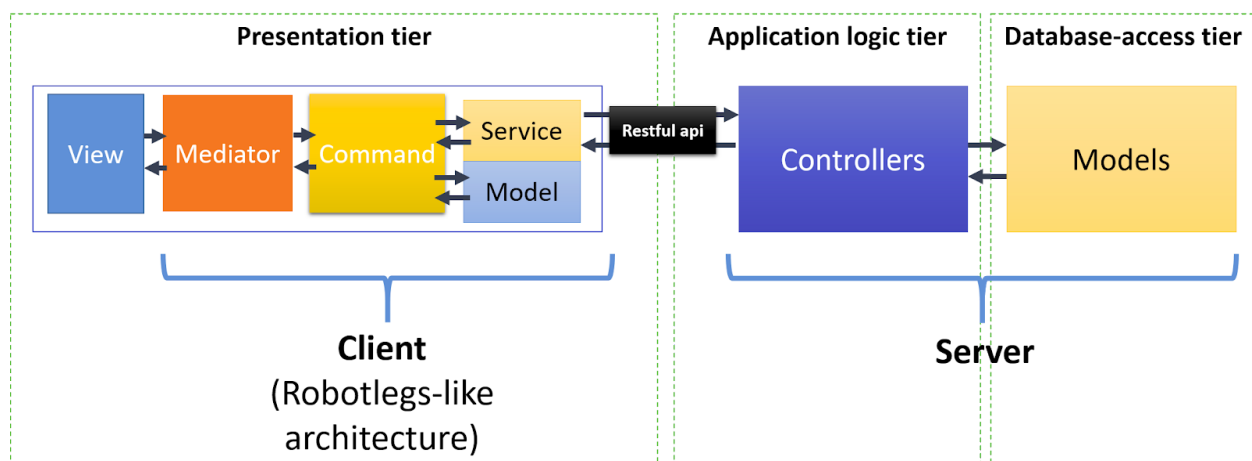 Presentation tier
Application logic tier
Database-access tier
View
Mediator
Command
Service
Model
Restful api
Controllers
Models
Client
(Robotlegs-like
architecture)
Server